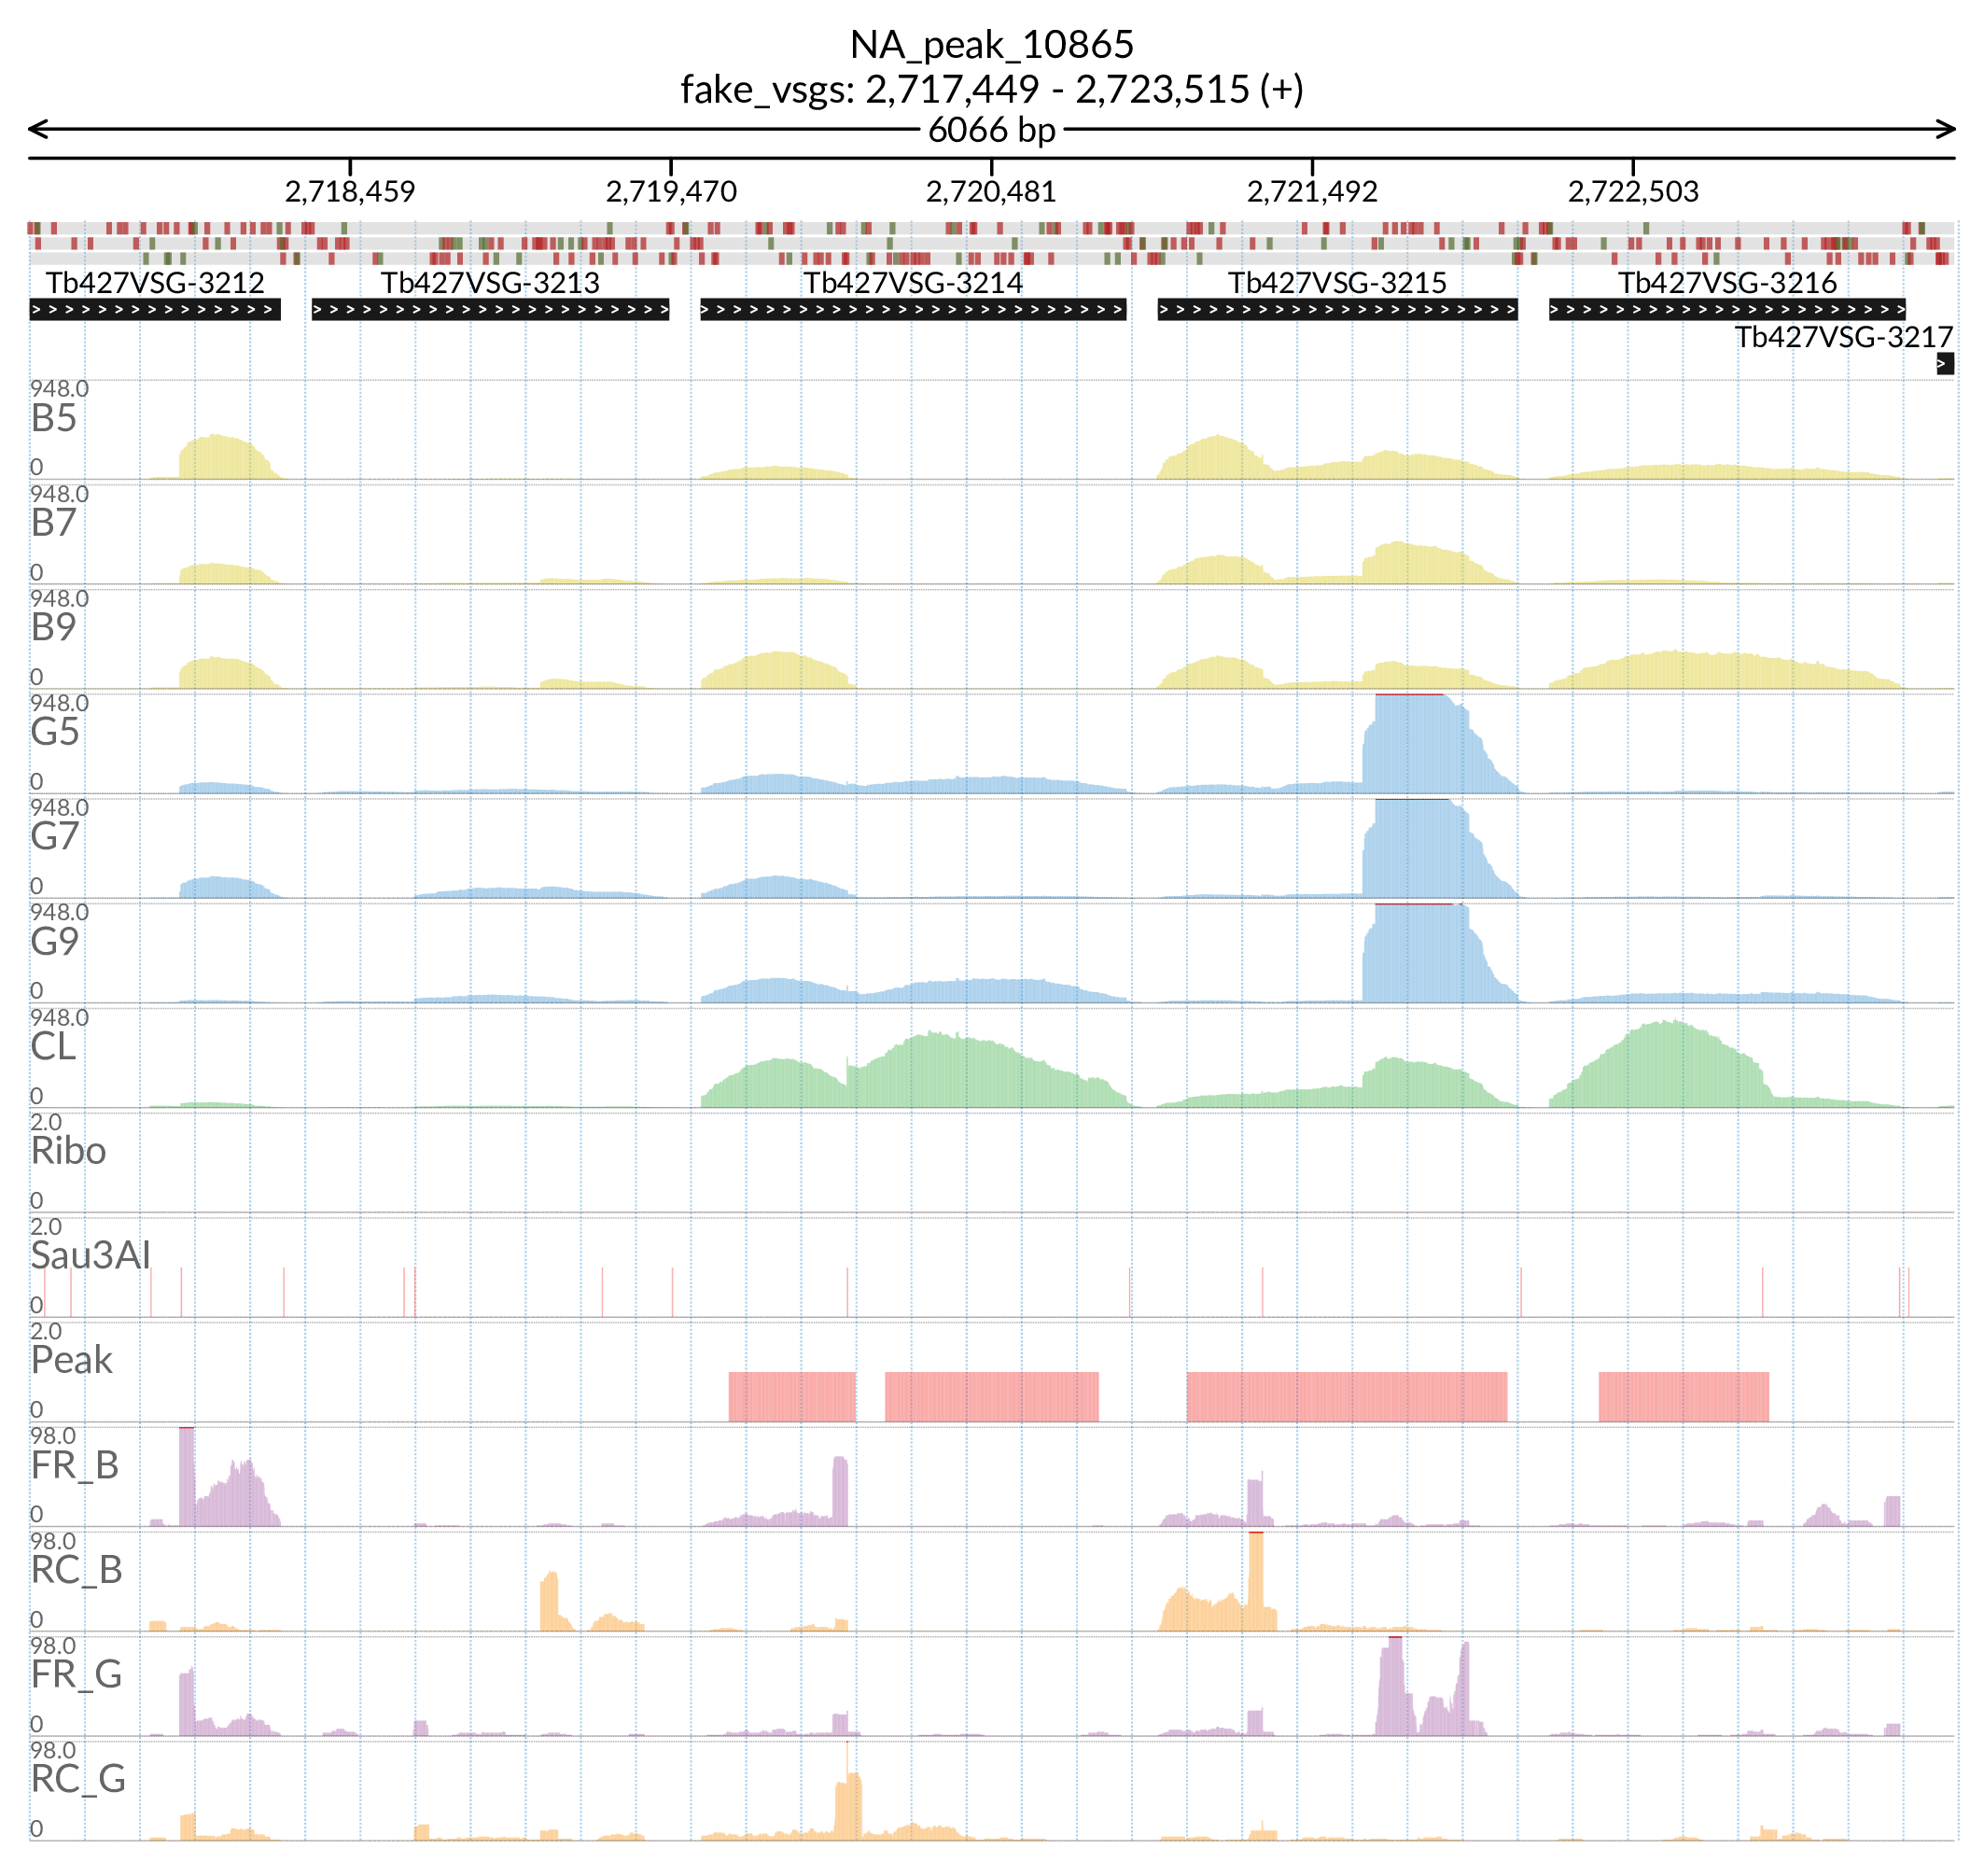 NA_peak_10865
fake_vsgs: 2,717,449 - 2,723,515 (+)
6066 bp
2,718,459 2,719,470 2,720,481 2,721,492 2,722,503
Tb427VSG-3212 Tb427VSG-3213 Tb427VSG-3214 Tb427VSG-3215 Tb427VSG-3216
Tb427VSG-3217
948.0
B5
0
948.0
B7
0
948.0
B9
0
948.0
G5
0
948.0
G7
0
948.0
G9
0
948.0
CL
0
2.0
Ribo
0
2.0
Sau3AI
0
2.0
Peak
0
98.0
FR_B
0
98.0
RC_B
0
98.0
FR_G
0
98.0
RC_G
0